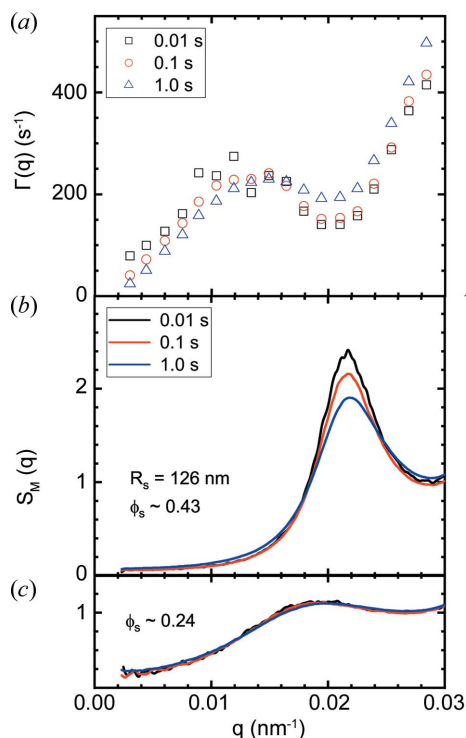 (a)
0.01 s
0.1 s
1.0 s
Γ(q) (s⁻¹)
400
200
0
(b)
0.01 s
0.1 s
1.0 s
S_M (q)
2
1
0
R_s = 126 nm
ϕ_s ~ 0.43
(c)
ϕ_s ~ 0.24
1
0.00 0.01 0.02 0.03
q (nm⁻¹)